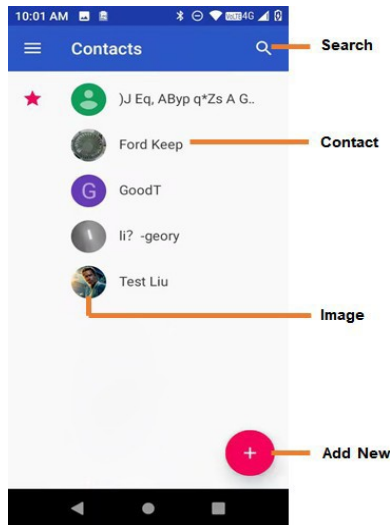 10:01 AM 4G
Contacts
Search
)J Eq, AByp q*Zs A G..
Ford Keep
Contact
G GoodT
li? -geory
Test Liu
Image
Add New